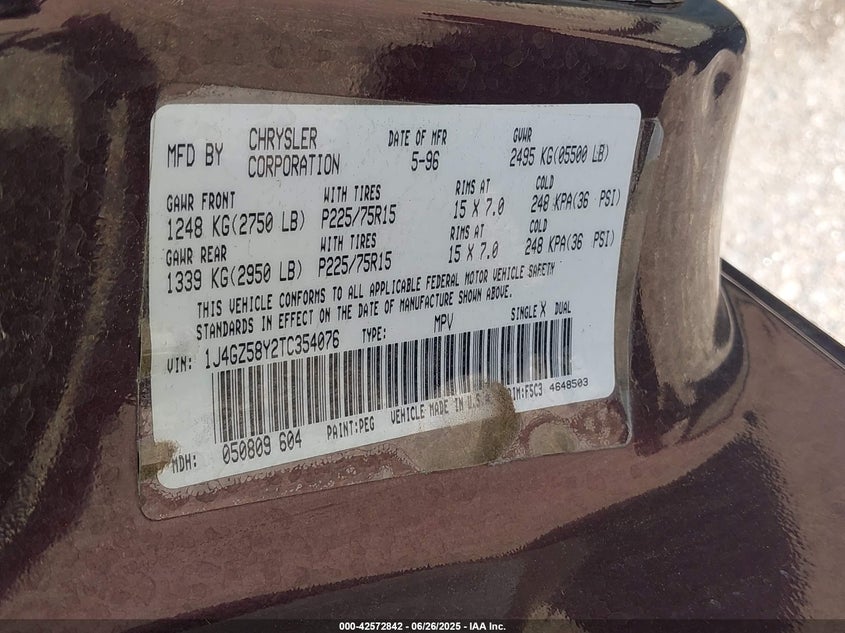 MFD BY CHRYSLER CORPORATION DATE OF MFR 5-96 GVWR 2495 KG(05500 LB)
GAWR FRONT WITH TIRES RIMS AT COLD
1248 KG(2750 LB) P225/75R15 15 X 7.0 248 KPA(36 PSI)
GAWR REAR WITH TIRES RIMS AT COLD
1339 KG(2950 LB) P225/75R15 15 X 7.0 248 KPA(36 PSI)
THIS VEHICLE CONFORMS TO ALL APPLICABLE FEDERAL MOTOR VEHICLE SAFETY
STANDARDS IN EFFECT ON THE DATE OF MANUFACTURE SHOWN ABOVE.
VIN: 1J4GZ58Y2TC354076 TYPE: MPV SINGLE X DUAL
MDH: 050809 604 PAINT:PEG VEHICLE MADE IN U.S F5C3 4648503
000-42572842 / 06/26/2025 - IAA Inc.